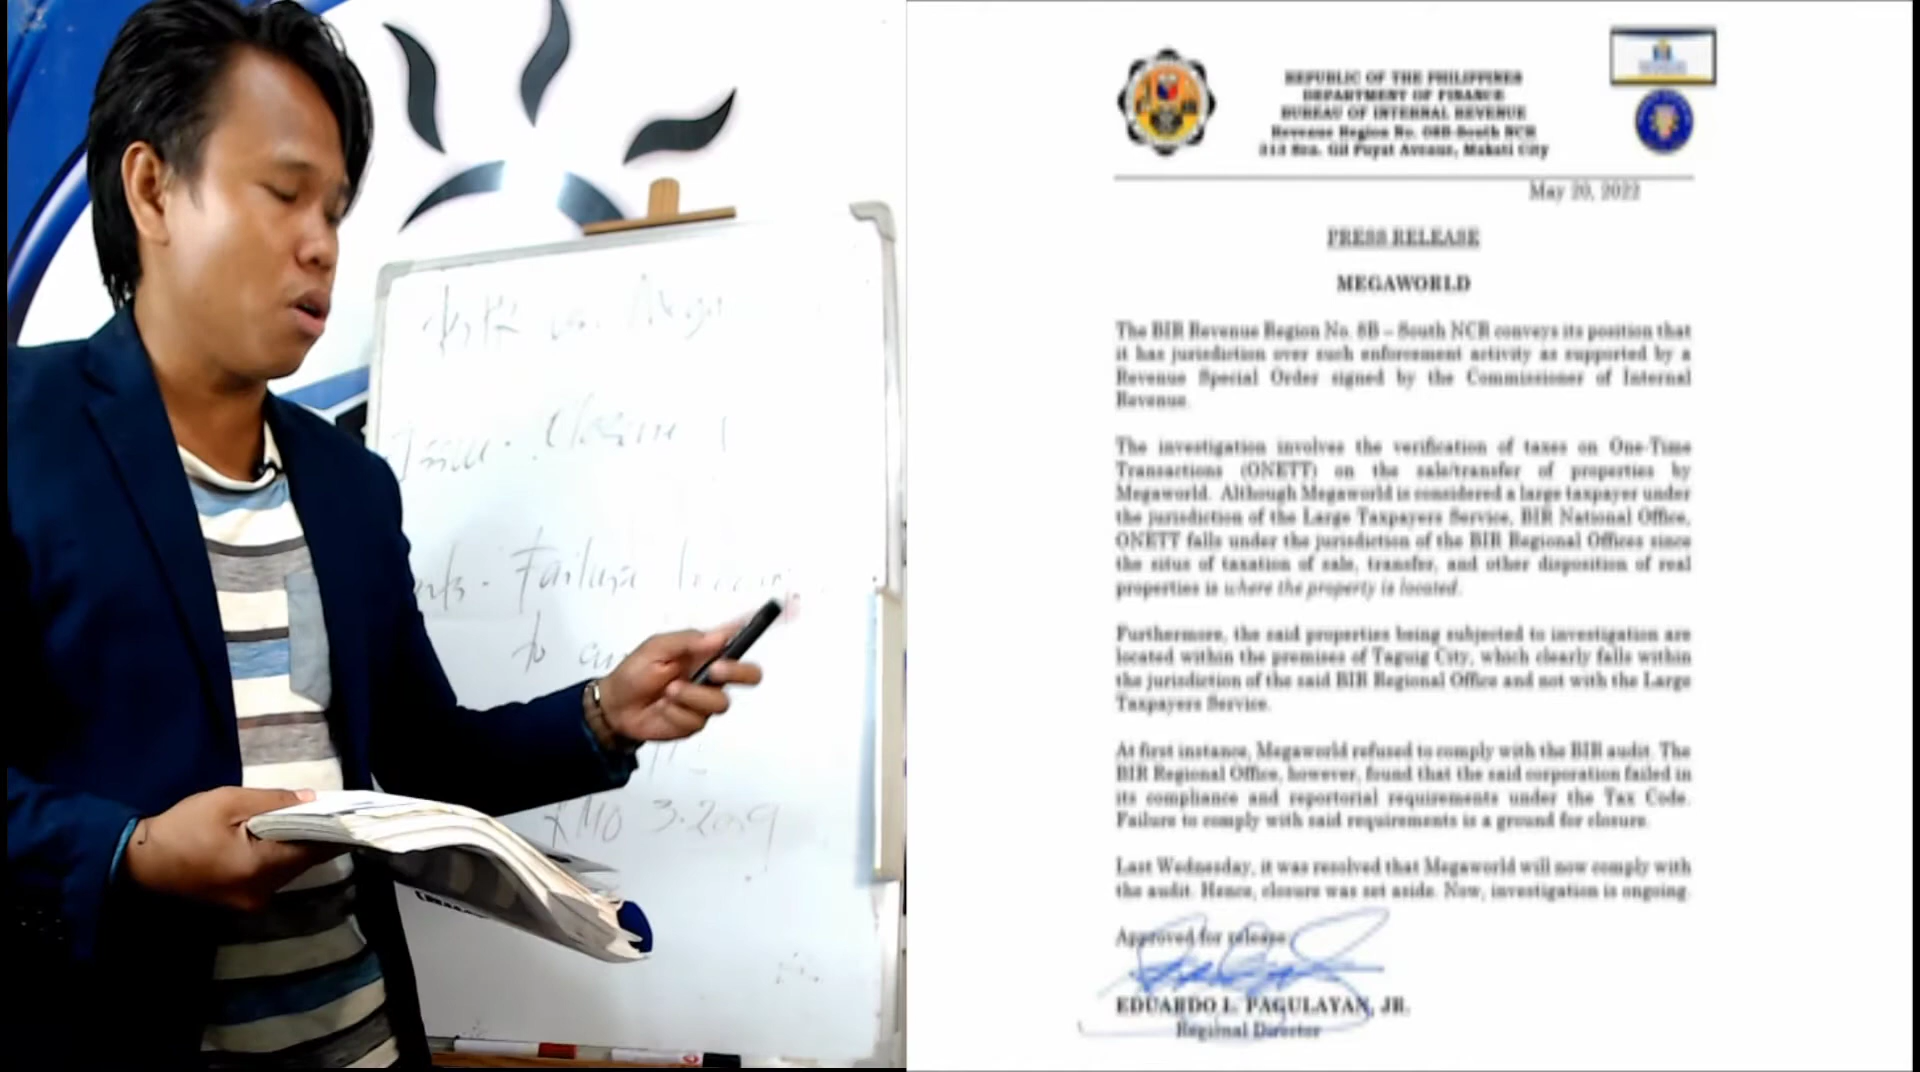 BIR vs. Mega
Issue - Closure
Failure
to
RMO 3-2009
REPUBLIC OF THE PHILIPPINES
DEPARTMENT OF FINANCE
BUREAU OF INTERNAL REVENUE
Revenue Region No. 08B-South NCR
313 Sen. Gil Puyat Avenue, Makati City
May 20, 2022
PRESS RELEASE
MEGAWORLD
The BIR Revenue Region No. 8B – South NCR conveys its position that
it has jurisdiction over such enforcement activity as supported by a
Revenue Special Order signed by the Commissioner of Internal
Revenue.
The investigation involves the verification of taxes on One-Time
Transactions (ONETT) on the sale/transfer of properties by
Megaworld. Although Megaworld is considered a large taxpayer under
the jurisdiction of the Large Taxpayers Service, BIR National Office,
ONETT falls under the jurisdiction of the BIR Regional Offices since
the situs of taxation of sale, transfer, and other disposition of real
properties is where the property is located.
Furthermore, the said properties being subjected to investigation are
located within the premises of Taguig City, which clearly falls within
the jurisdiction of the said BIR Regional Office and not with the Large
Taxpayers Service.
At first instance, Megaworld refused to comply with the BIR audit. The
BIR Regional Office, however, found that the said corporation failed in
its compliance and reportorial requirements under the Tax Code.
Failure to comply with said requirements is a ground for closure.
Last Wednesday, it was resolved that Megaworld will now comply with
the audit. Hence, closure was set aside. Now, investigation is ongoing.
Approved for release:
EDUARDO L. PAGULAYAN, JR.
Regional Director